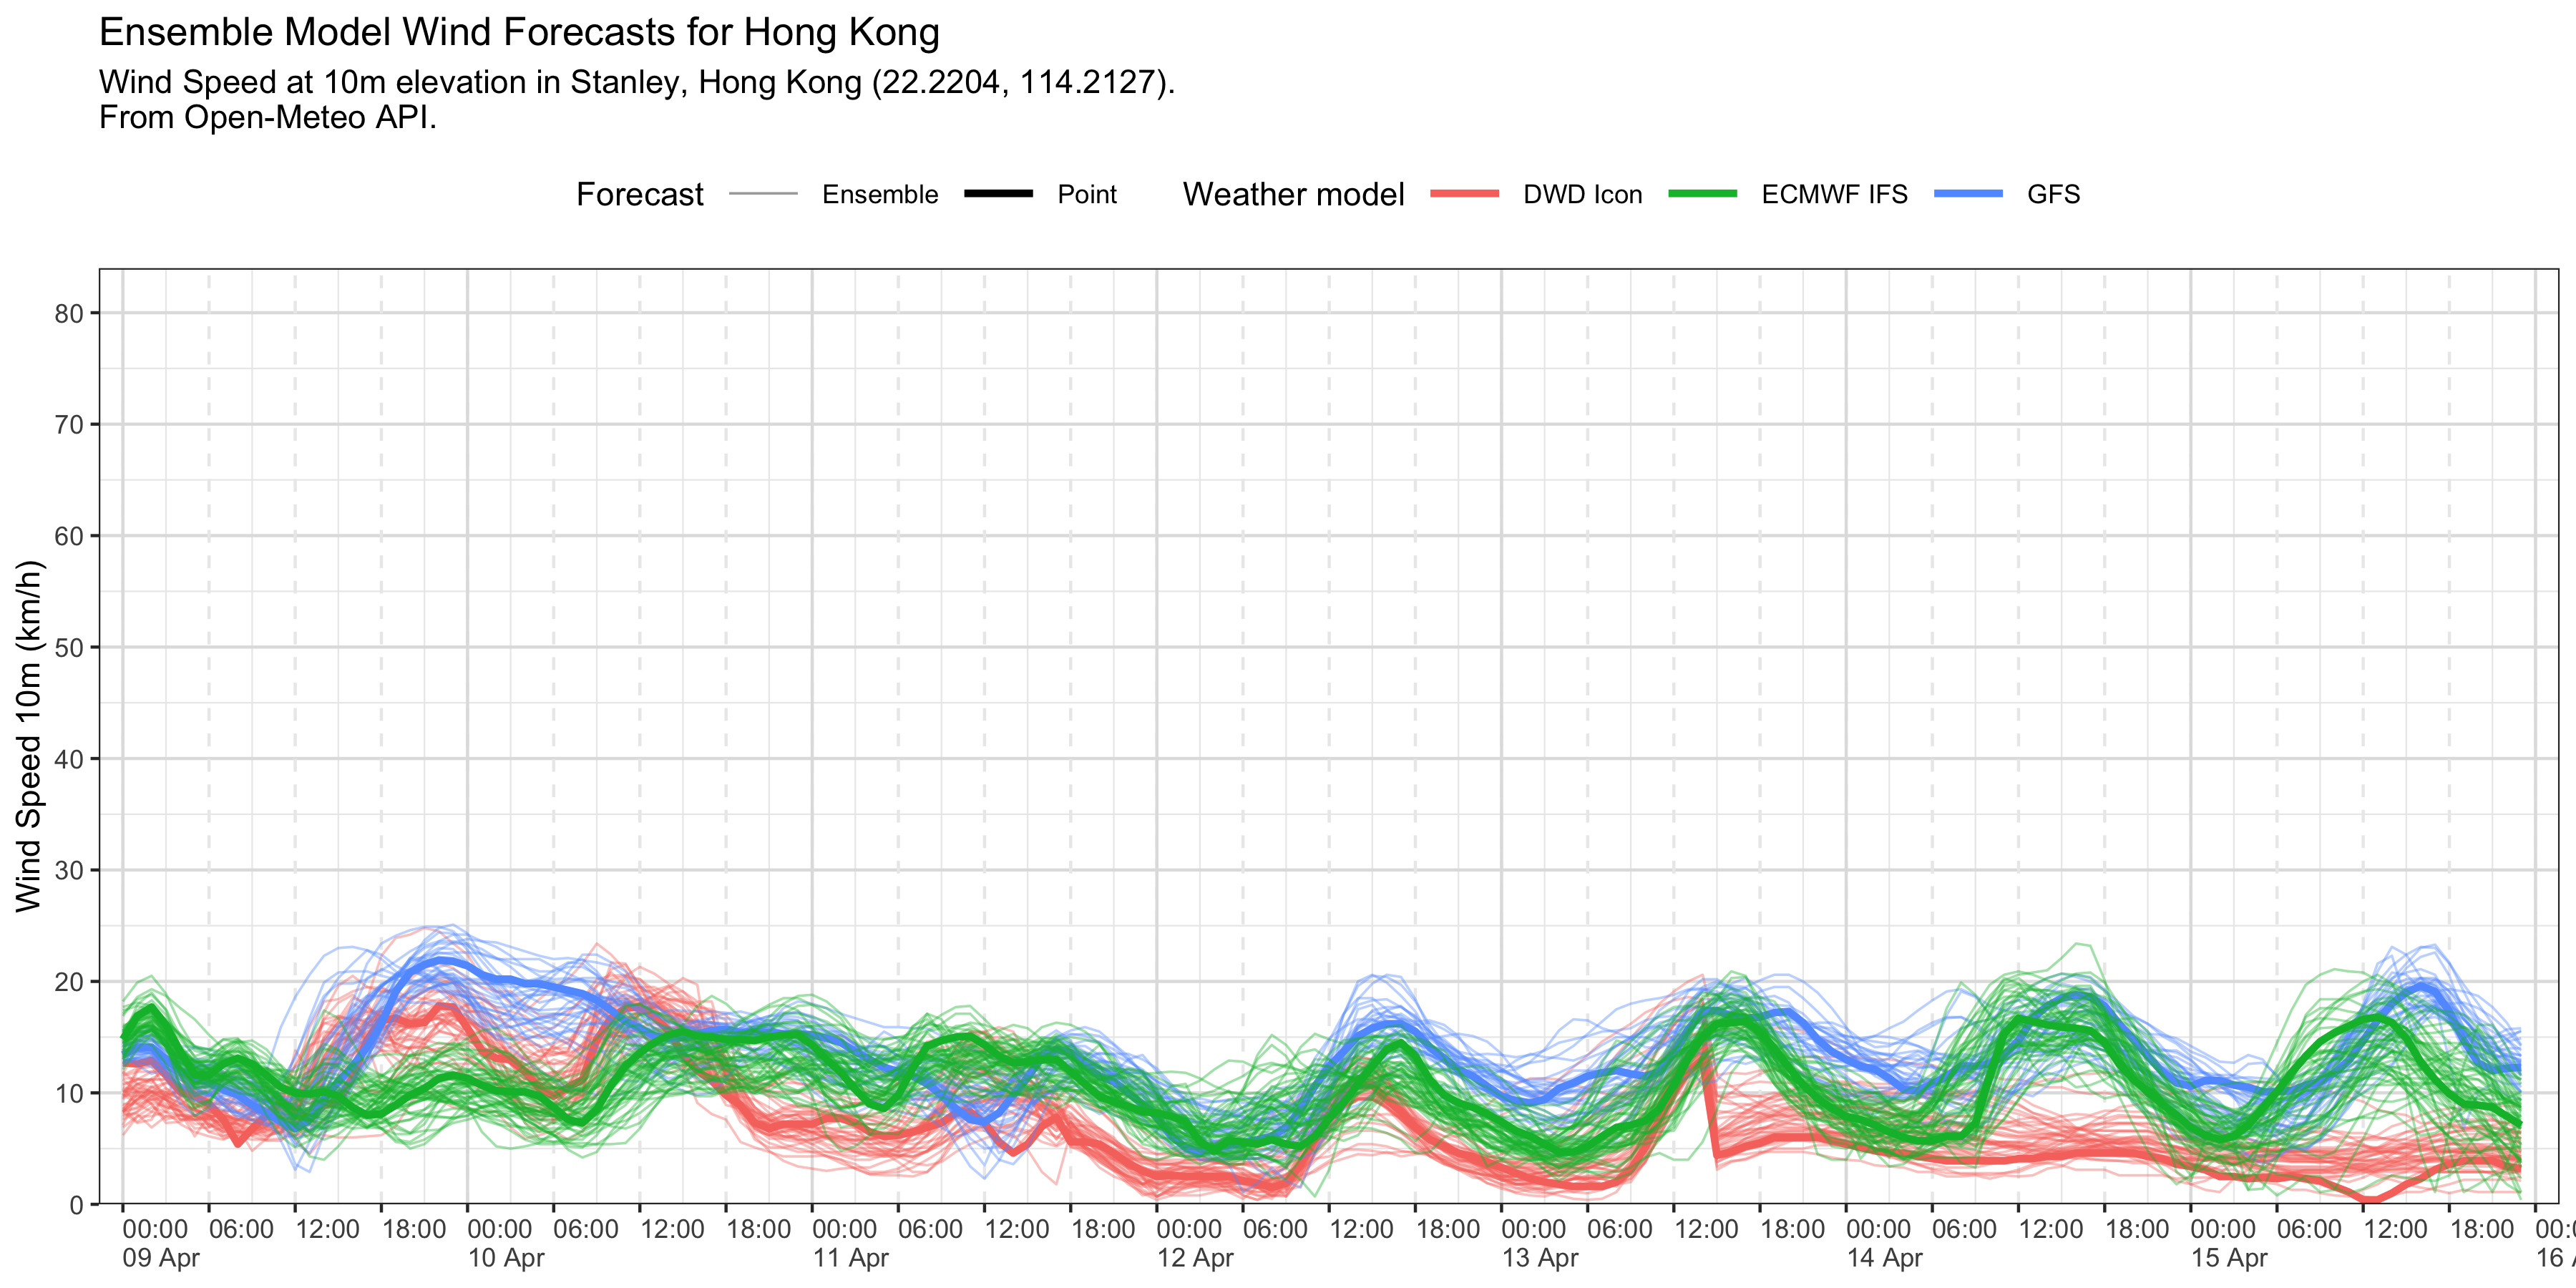 Ensemble Model Wind Forecasts for Hong Kong
Wind Speed at 10m elevation in Stanley, Hong Kong (22.2204, 114.2127).
From Open-Meteo API.
Forecast Ensemble Point Weather model DWD Icon ECMWF IFS GFS
Wind Speed 10m (km/h)
80
70
60
50
40
30
20
10
0
00:00 06:00 12:00 18:00 00:00 06:00 12:00 18:00 00:00 06:00 12:00 18:00 00:00 06:00 12:00 18:00 00:00 06:00 12:00 18:00 00:00 06:00 12:00 18:00 00:00 06:00 12:00 18:00 00:
09 Apr 10 Apr 11 Apr 12 Apr 13 Apr 14 Apr 15 Apr 16